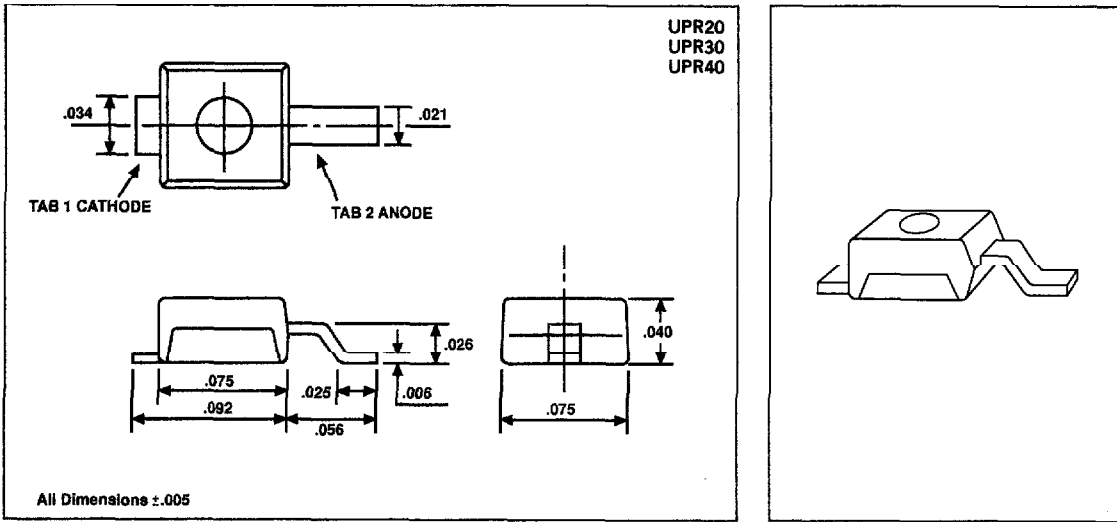 UPR20
UPR30
UPR40
.034
.021
TAB 1 CATHODE
TAB 2 ANODE
.026
.040
.075
.025
.006
.092
.056
.075
All Dimensions ±.005